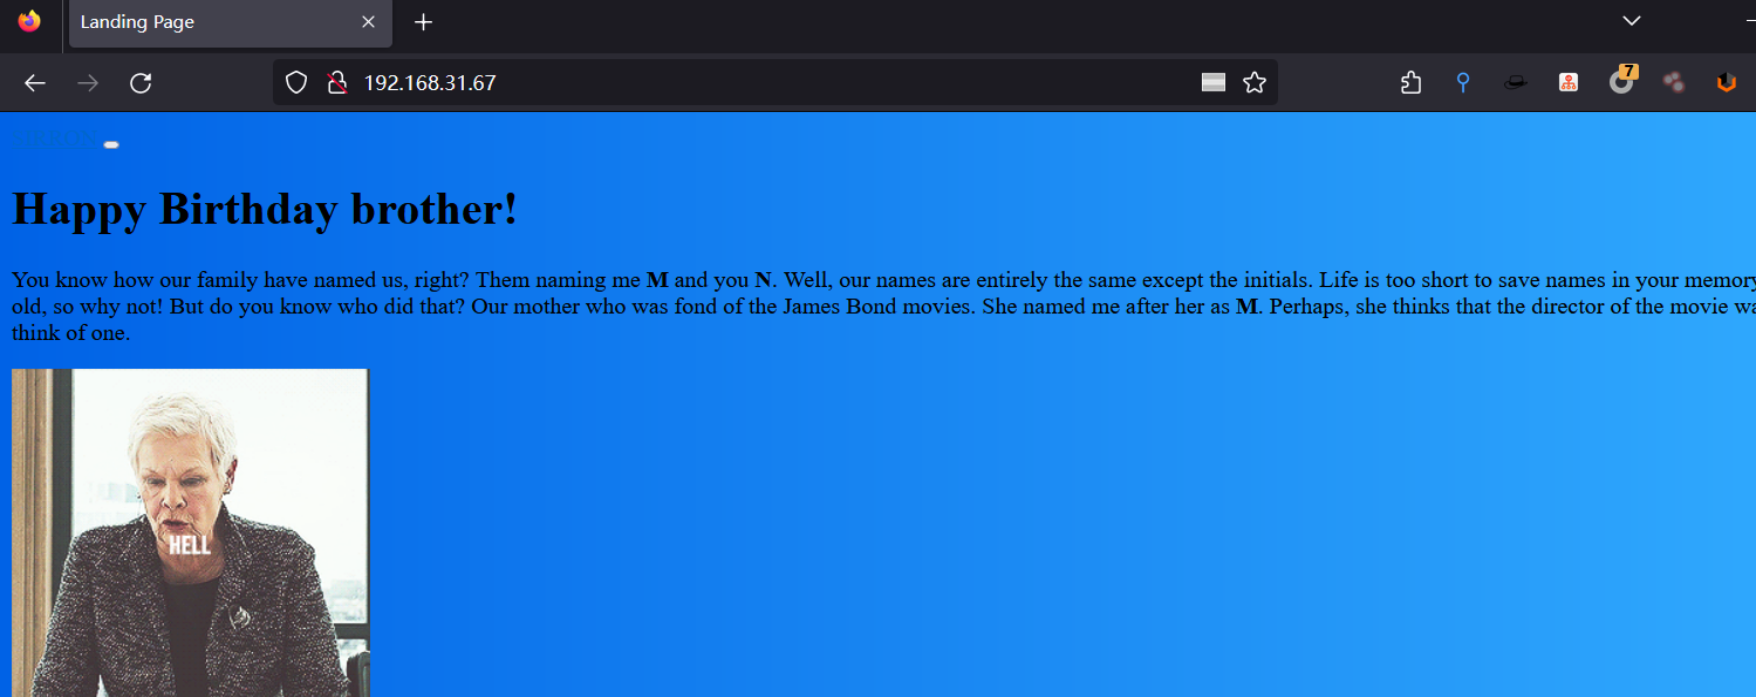 Landing Page
192.168.31.67
7
Happy Birthday brother!
You know how our family have named us, right? Them naming me M and you N. Well, our names are entirely the same except the initials. Life is too short to save names in your memory
old, so why not! But do you know who did that? Our mother who was fond of the James Bond movies. She named me after her as M. Perhaps, she thinks that the director of the movie wa
think of one.
HELL